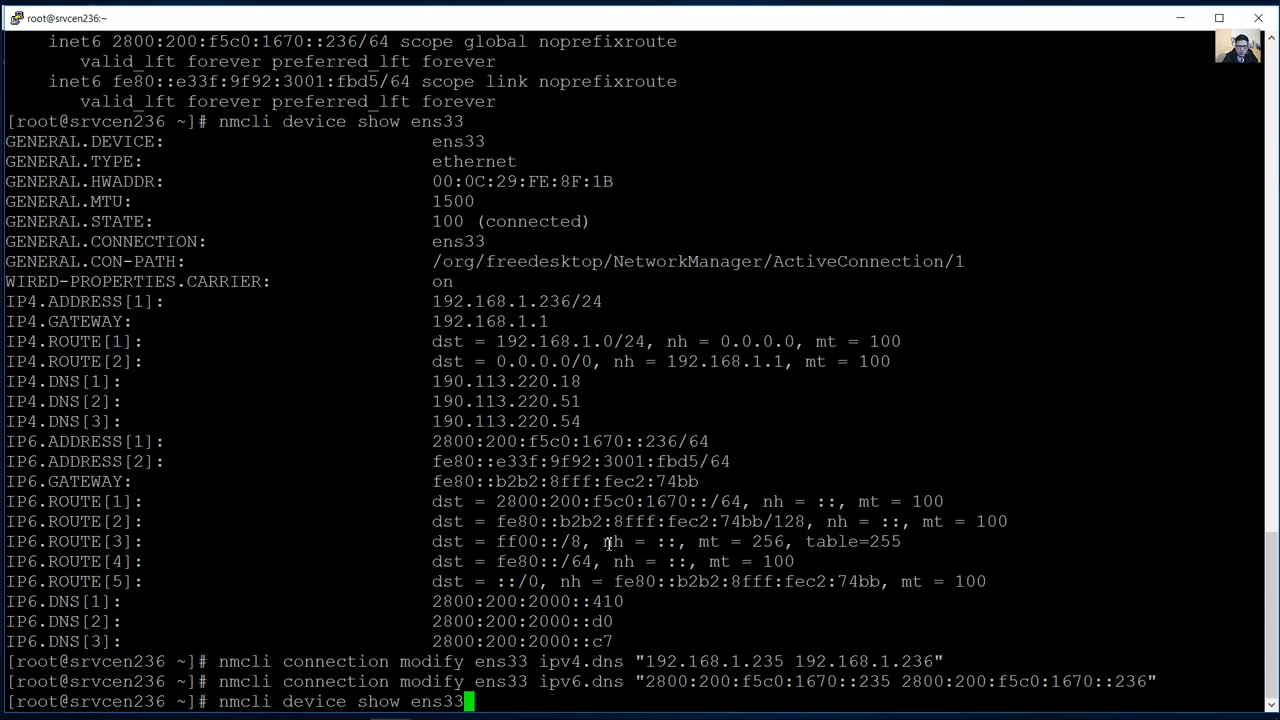 root@srvcen236:~
inet6 2800:200:f5c0:1670::236/64 scope global noprefixroute
valid_lft forever preferred_lft forever
inet6 fe80::e33f:9f92:3001:fbd5/64 scope link noprefixroute
valid_lft forever preferred_lft forever
[root@srvcen236 ~]# nmcli device show ens33
GENERAL.DEVICE: ens33
GENERAL.TYPE: ethernet
GENERAL.HWADDR: 00:0C:29:FE:8F:1B
GENERAL.MTU: 1500
GENERAL.STATE: 100 (connected)
GENERAL.CONNECTION: ens33
GENERAL.CON-PATH: /org/freedesktop/NetworkManager/ActiveConnection/1
WIRED-PROPERTIES.CARRIER: on
IP4.ADDRESS[1]: 192.168.1.236/24
IP4.GATEWAY: 192.168.1.1
IP4.ROUTE[1]: dst = 192.168.1.0/24, nh = 0.0.0.0, mt = 100
IP4.ROUTE[2]: dst = 0.0.0.0/0, nh = 192.168.1.1, mt = 100
IP4.DNS[1]: 190.113.220.18
IP4.DNS[2]: 190.113.220.51
IP4.DNS[3]: 190.113.220.54
IP6.ADDRESS[1]: 2800:200:f5c0:1670::236/64
IP6.ADDRESS[2]: fe80::e33f:9f92:3001:fbd5/64
IP6.GATEWAY: fe80::b2b2:8fff:fec2:74bb
IP6.ROUTE[1]: dst = 2800:200:f5c0:1670::/64, nh = ::, mt = 100
IP6.ROUTE[2]: dst = fe80::b2b2:8fff:fec2:74bb/128, nh = ::, mt = 100
IP6.ROUTE[3]: dst = ff00::/8, nh = ::, mt = 256, table=255
IP6.ROUTE[4]: dst = fe80::/64, nh = ::, mt = 100
IP6.ROUTE[5]: dst = ::/0, nh = fe80::b2b2:8fff:fec2:74bb, mt = 100
IP6.DNS[1]: 2800:200:2000::410
IP6.DNS[2]: 2800:200:2000::d0
IP6.DNS[3]: 2800:200:2000::c7
[root@srvcen236 ~]# nmcli connection modify ens33 ipv4.dns "192.168.1.235 192.168.1.236"
[root@srvcen236 ~]# nmcli connection modify ens33 ipv6.dns "2800:200:f5c0:1670::235 2800:200:f5c0:1670::236"
[root@srvcen236 ~]# nmcli device show ens33